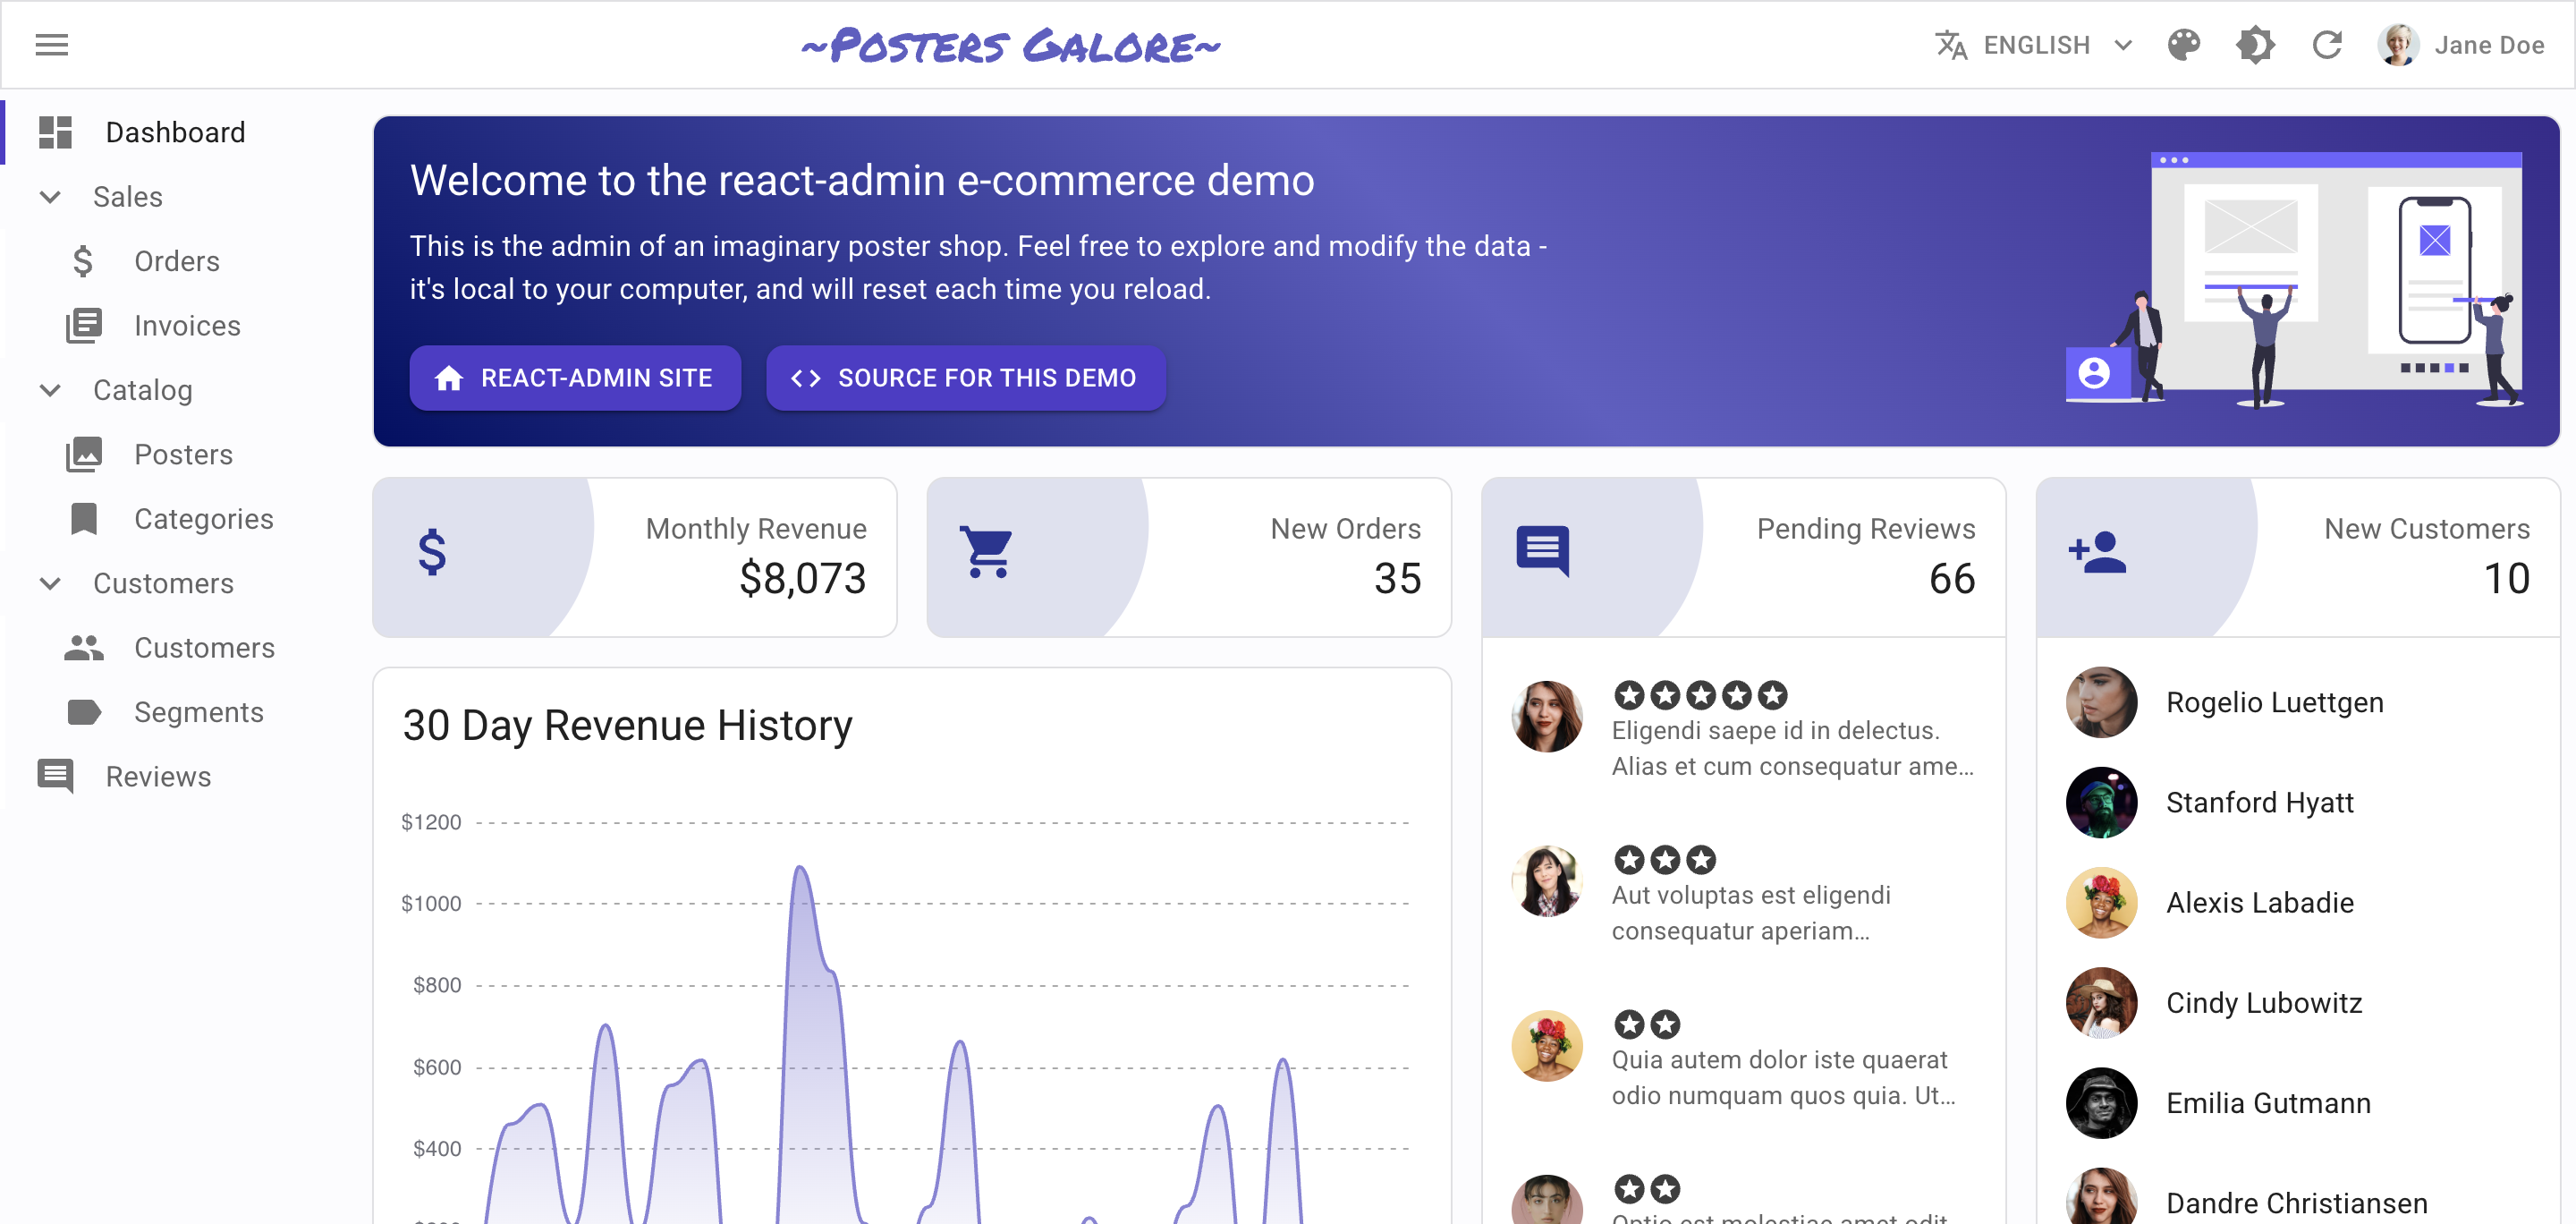 ~Posters Galore~
ENGLISH
Jane Doe
Dashboard
Sales
Orders
Invoices
Catalog
Posters
Categories
Customers
Customers
Segments
Reviews
Welcome to the react-admin e-commerce demo
This is the admin of an imaginary poster shop. Feel free to explore and modify the data -
it's local to your computer, and will reset each time you reload.
REACT-ADMIN SITE
SOURCE FOR THIS DEMO
Monthly Revenue
$8,073
New Orders
35
Pending Reviews
66
New Customers
10
30 Day Revenue History
$1200
$1000
$800
$600
$400
Eligendi saepe id in delectus.
Alias et cum consequatur ame…
Aut voluptas est eligendi
consequatur aperiam…
Quia autem dolor iste quaerat
odio numquam quos quia. Ut…
Rogelio Luettgen
Stanford Hyatt
Alexis Labadie
Cindy Lubowitz
Emilia Gutmann
Dandre Christiansen